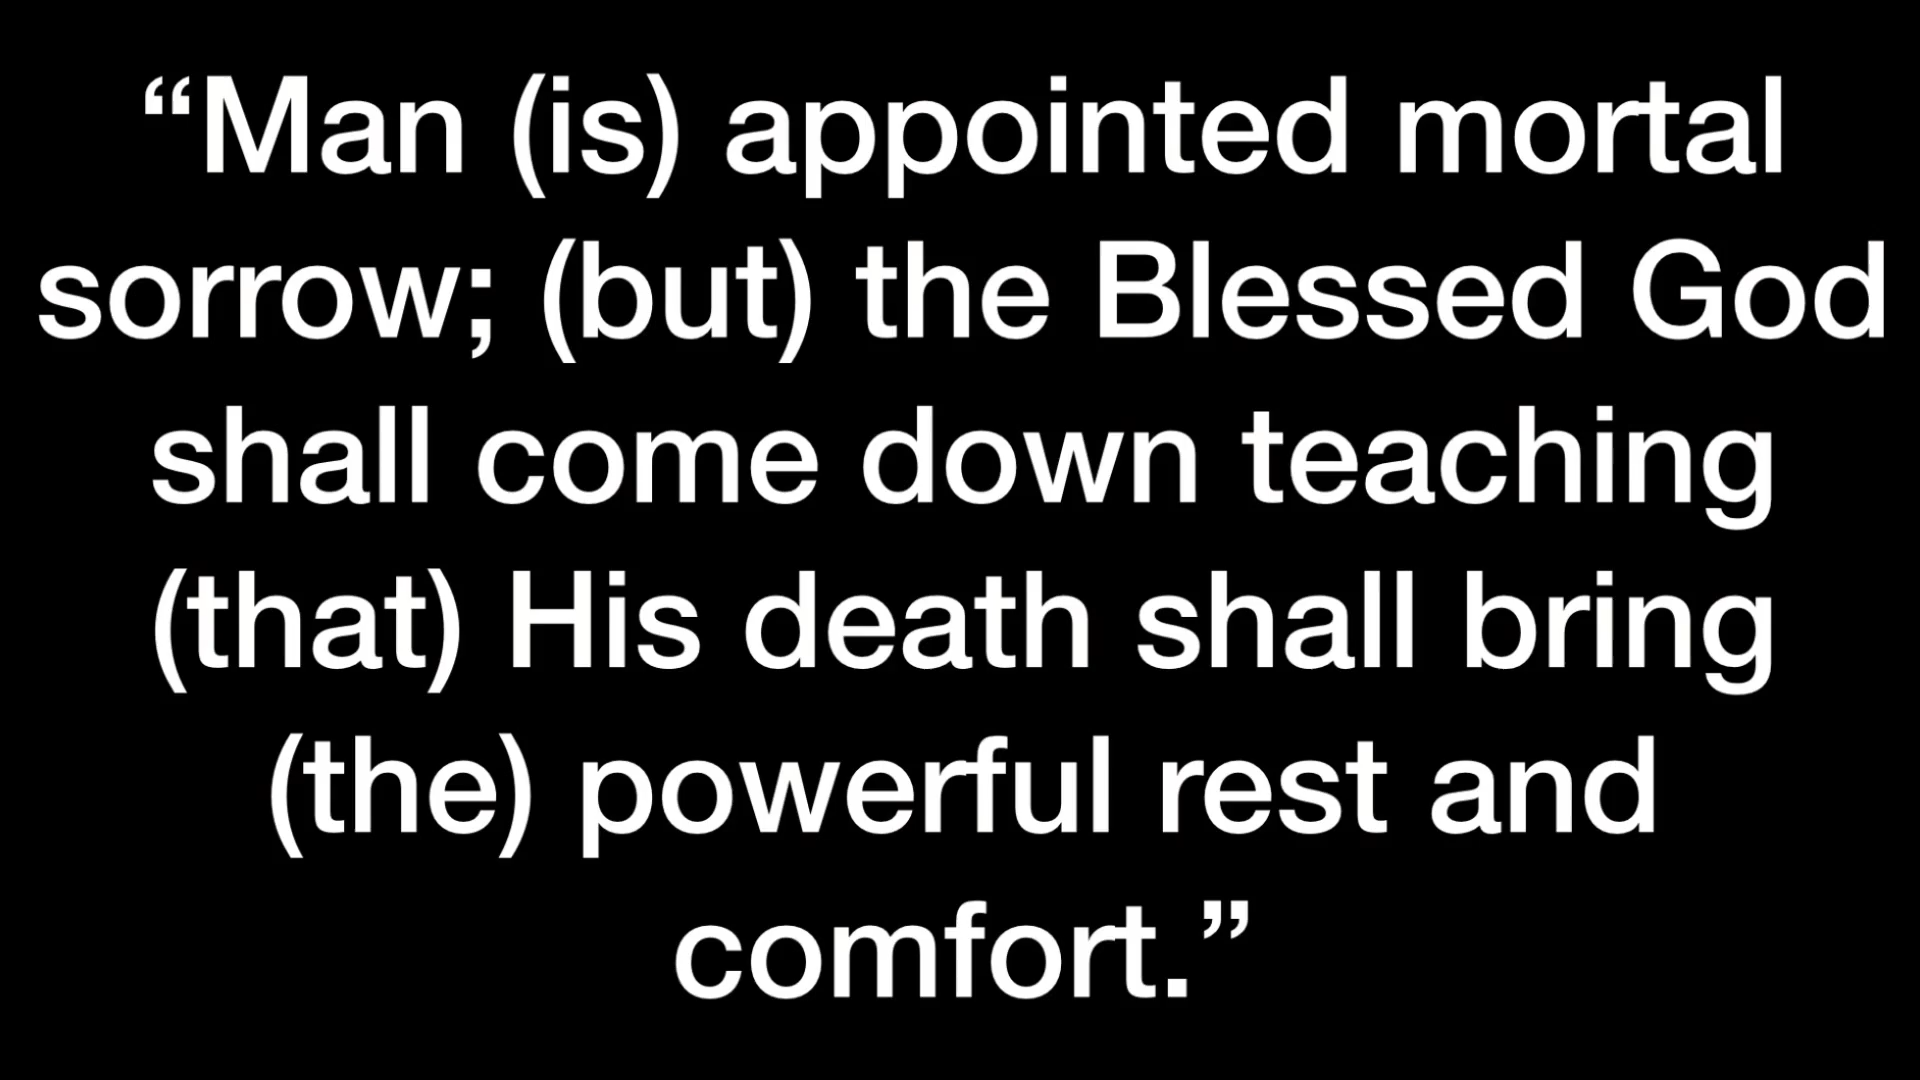 “Man (is) appointed mortal
sorrow; (but) the Blessed God
shall come down teaching
(that) His death shall bring
(the) powerful rest and
comfort.”